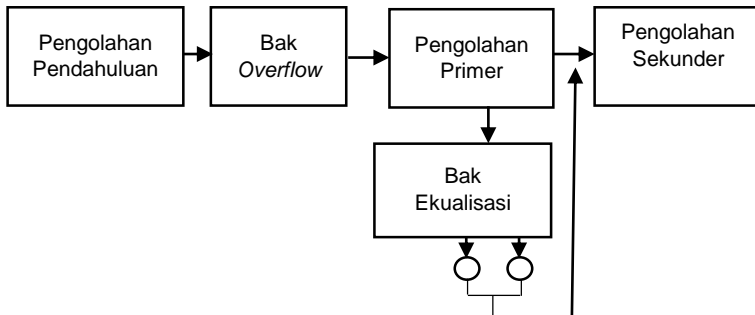 Pengolahan
Pendahuluan
Bak
Overflow
Pengolahan
Primer
Pengolahan
Sekunder
Bak
Ekualisasi